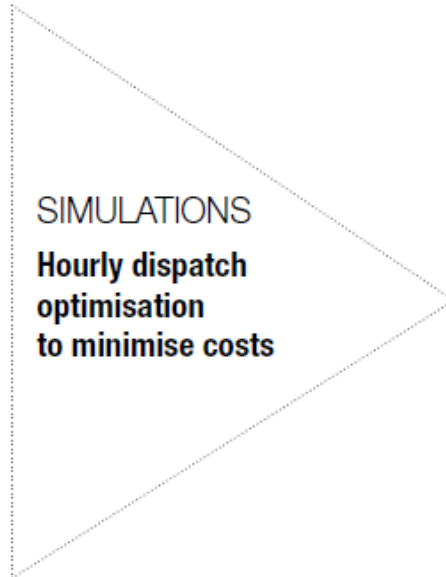 SIMULATIONS
Hourly dispatch
optimisation
to minimise costs